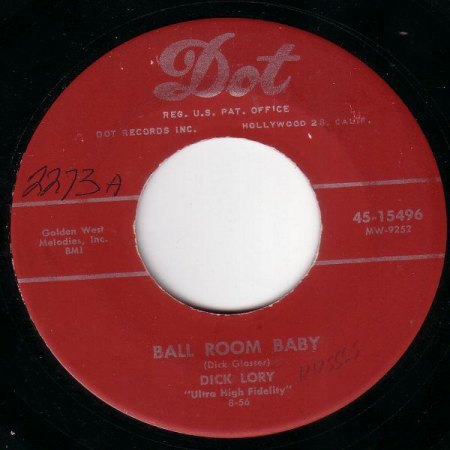 Dot
REG. U.S. PAT. OFFICE
DOT RECORDS INC. HOLLYWOOD 28, CALIF.
2273A
Golden West
Melodies, Inc.
BMI
45-15496
MW-9252
BALL ROOM BABY
(Dick Glasser)
DICK LORY
"Ultra High Fidelity"
8-56